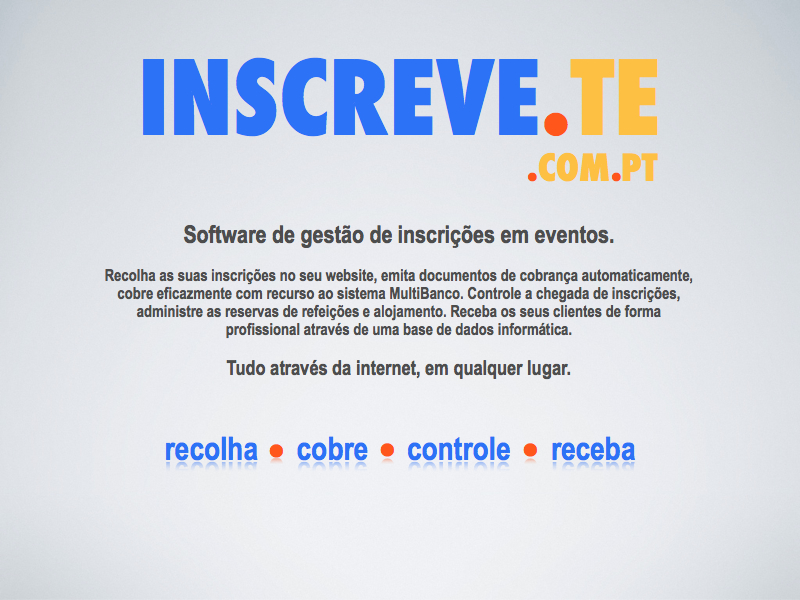 INSCREVE.TE
.COM.PT
Software de gestão de inscrições em eventos.
Recolha as suas inscrições no seu website, emita documentos de cobrança automaticamente,
cobre eficazmente com recurso ao sistema MultiBanco. Controle a chegada de inscrições,
administre as reservas de refeições e alojamento. Receba os seus clientes de forma
profissional através de uma base de dados informática.
Tudo através da internet, em qualquer lugar.
recolha • cobre • controle • receba